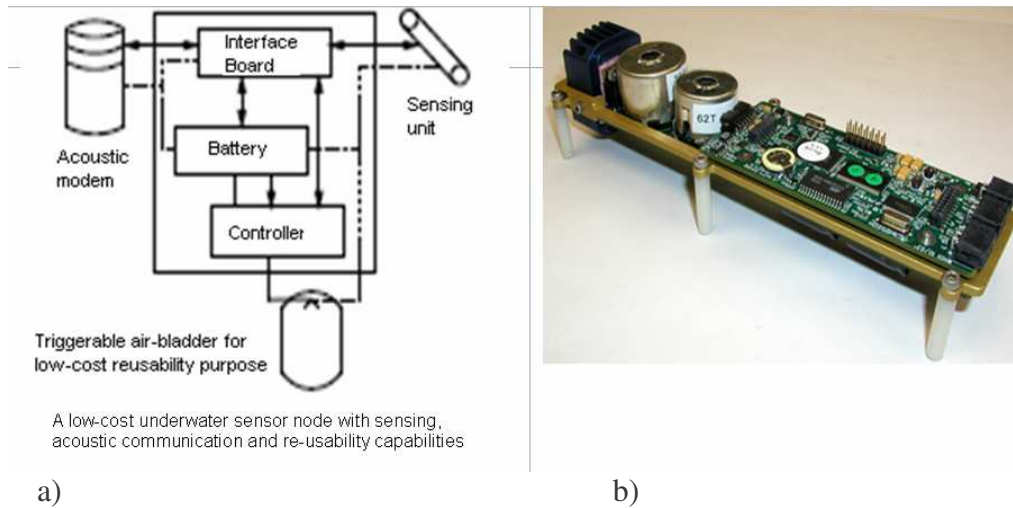 Interface
Board
Sensing
unit
Acoustic
modem
Battery
Controller
Triggerable air-bladder for
low-cost reusability purpose
A low-cost underwater sensor node with sensing,
acoustic communication and re-usability capabilities
62T
a)
b)